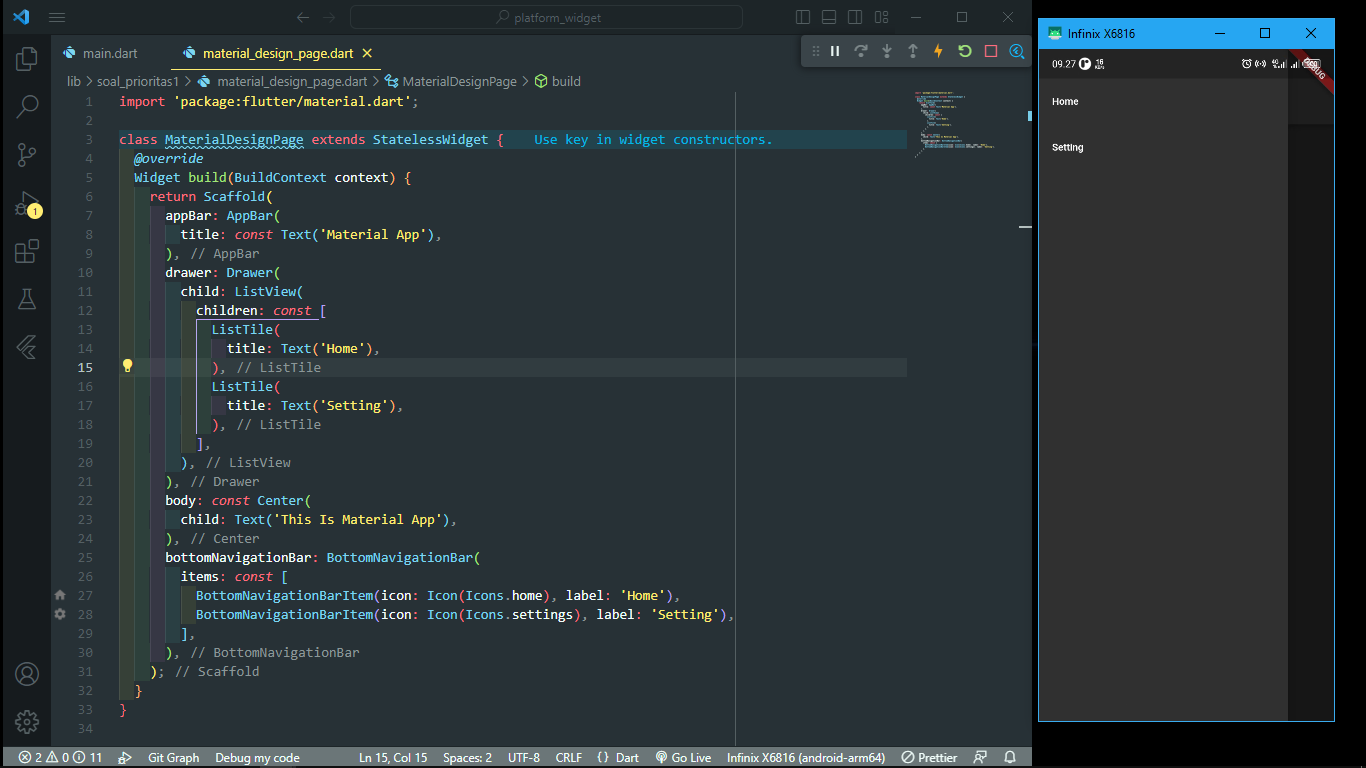 platform_widget
main.dart
material_design_page.dart
lib > soal_prioritas1 > material_design_page.dart > MaterialDesignPage > build
1 import 'package:flutter/material.dart';
2
3 class MaterialDesignPage extends StatelessWidget { Use key in widget constructors.
4 @override
5 Widget build(BuildContext context) {
6 return Scaffold(
7 appBar: AppBar(
8 title: const Text('Material App'),
9 ), // AppBar
10 drawer: Drawer(
11 child: ListView(
12 children: const [
13 ListTile(
14 title: Text('Home'),
15 ), // ListTile
16 ListTile(
17 title: Text('Setting'),
18 ), // ListTile
19 ],
20 ), // ListView
21 ), // Drawer
22 body: const Center(
23 child: Text('This Is Material App'),
24 ), // Center
25 bottomNavigationBar: BottomNavigationBar(
26 items: const [
27 BottomNavigationBarItem(icon: Icon(Icons.home), label: 'Home'),
28 BottomNavigationBarItem(icon: Icon(Icons.settings), label: 'Setting'),
29 ],
30 ), // BottomNavigationBar
31 ); // Scaffold
32 }
33 }
34
1
2 0 11 Git Graph Debug my code Ln 15, Col 15 Spaces: 2 UTF-8 CRLF {} Dart Go Live Infinix X6816 (android-arm64) Prettier
Infinix X6816
09.27
DEBUG
Home
Setting